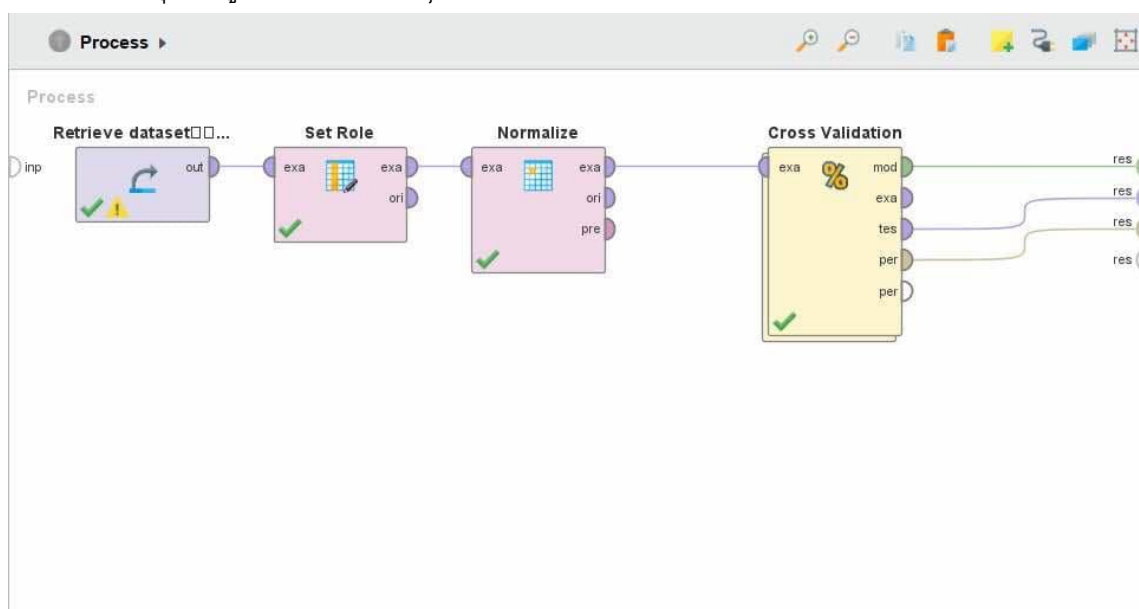 Process
Process
Retrieve dataset□□...
Set Role
Normalize
Cross Validation
inp
out
exa
exa
ori
exa
exa
ori
pre
exa
%
mod
exa
tes
per
per
res
res
res
res